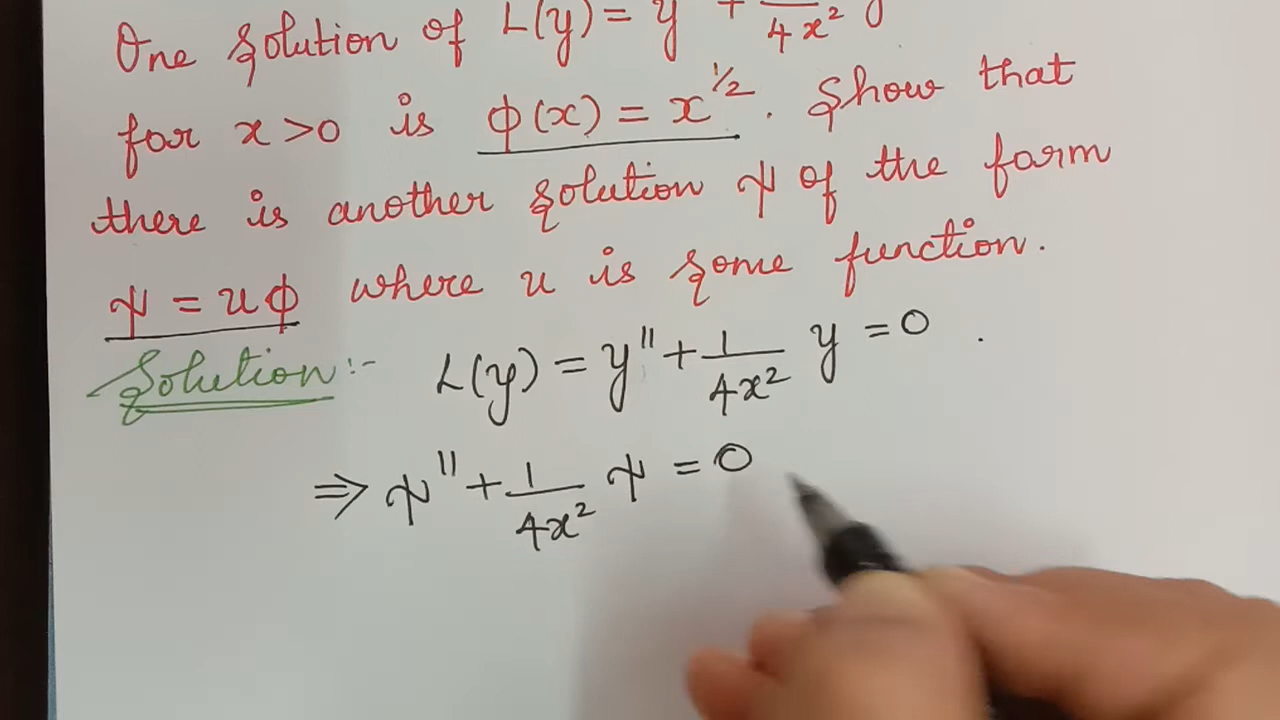 One solution of L(y) = y + 1/4x² y
for x>0 is φ(x) = x^1/2. Show that
there is another solution ψ of the form
ψ = uφ where u is some function.
Solution:- L(y) = y'' + 1/4x² y = 0 .
⇒ ψ'' + 1/4x² ψ = 0